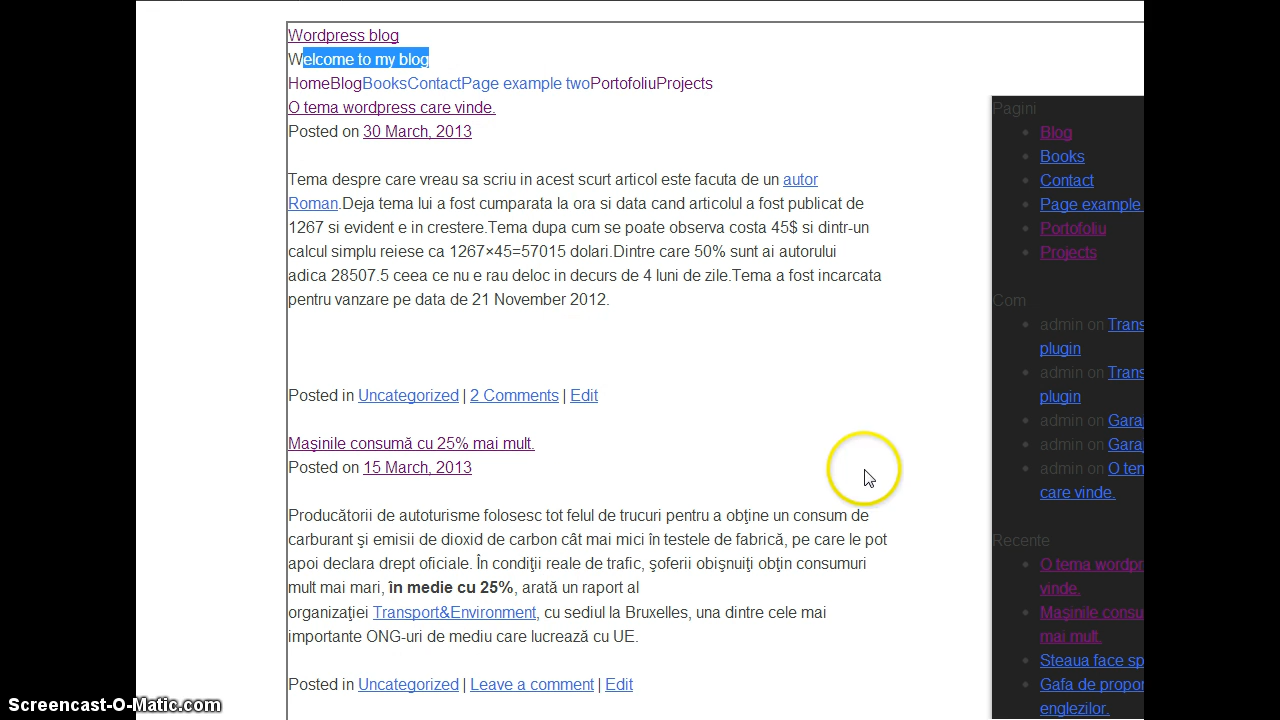 Wordpress blog
Welcome to my blog
HomeBlogBooksContactPage example twoPortofoliuProjects
O tema wordpress care vinde.
Posted on 30 March, 2013
Tema despre care vreau sa scriu in acest scurt articol este facuta de un autor
Roman.Deja tema lui a fost cumparata la ora si data cand articolul a fost publicat de
1267 si evident e in crestere.Tema dupa cum se poate observa costa 45$ si dintr-un
calcul simplu reiese ca 1267×45=57015 dolari.Dintre care 50% sunt ai autorului
adica 28507.5 ceea ce nu e rau deloc in decurs de 4 luni de zile.Tema a fost incarcata
pentru vanzare pe data de 21 November 2012.
Posted in Uncategorized | 2 Comments | Edit
Maşinile consumă cu 25% mai mult.
Posted on 15 March, 2013
Producătorii de autoturisme folosesc tot felul de trucuri pentru a obţine un consum de
carburant şi emisii de dioxid de carbon cât mai mici în testele de fabrică, pe care le pot
apoi declara drept oficiale. În condiţii reale de trafic, şoferii obişnuiţi obţin consumuri
mult mai mari, în medie cu 25%, arată un raport al
organizaţiei Transport&Environment, cu sediul la Bruxelles, una dintre cele mai
importante ONG-uri de mediu care lucrează cu UE.
Posted in Uncategorized | Leave a comment | Edit
Pagini
Blog
Books
Contact
Page example
Portofoliu
Projects
Com
admin on Trans
plugin
admin on Trans
plugin
admin on Gara
admin on Gara
admin on O tem
care vinde.
Recente
O tema wordpr
vinde.
Maşinile consu
mai mult.
Steaua face sp
Gafa de propor
englezilor.
Screencast-O-Matic.com